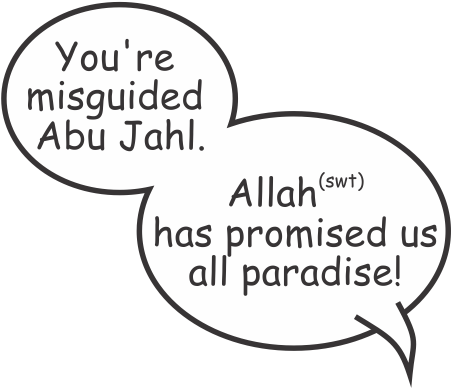 You're
misguided
Abu Jahl.
Allah(swt)
has promised us
all paradise!